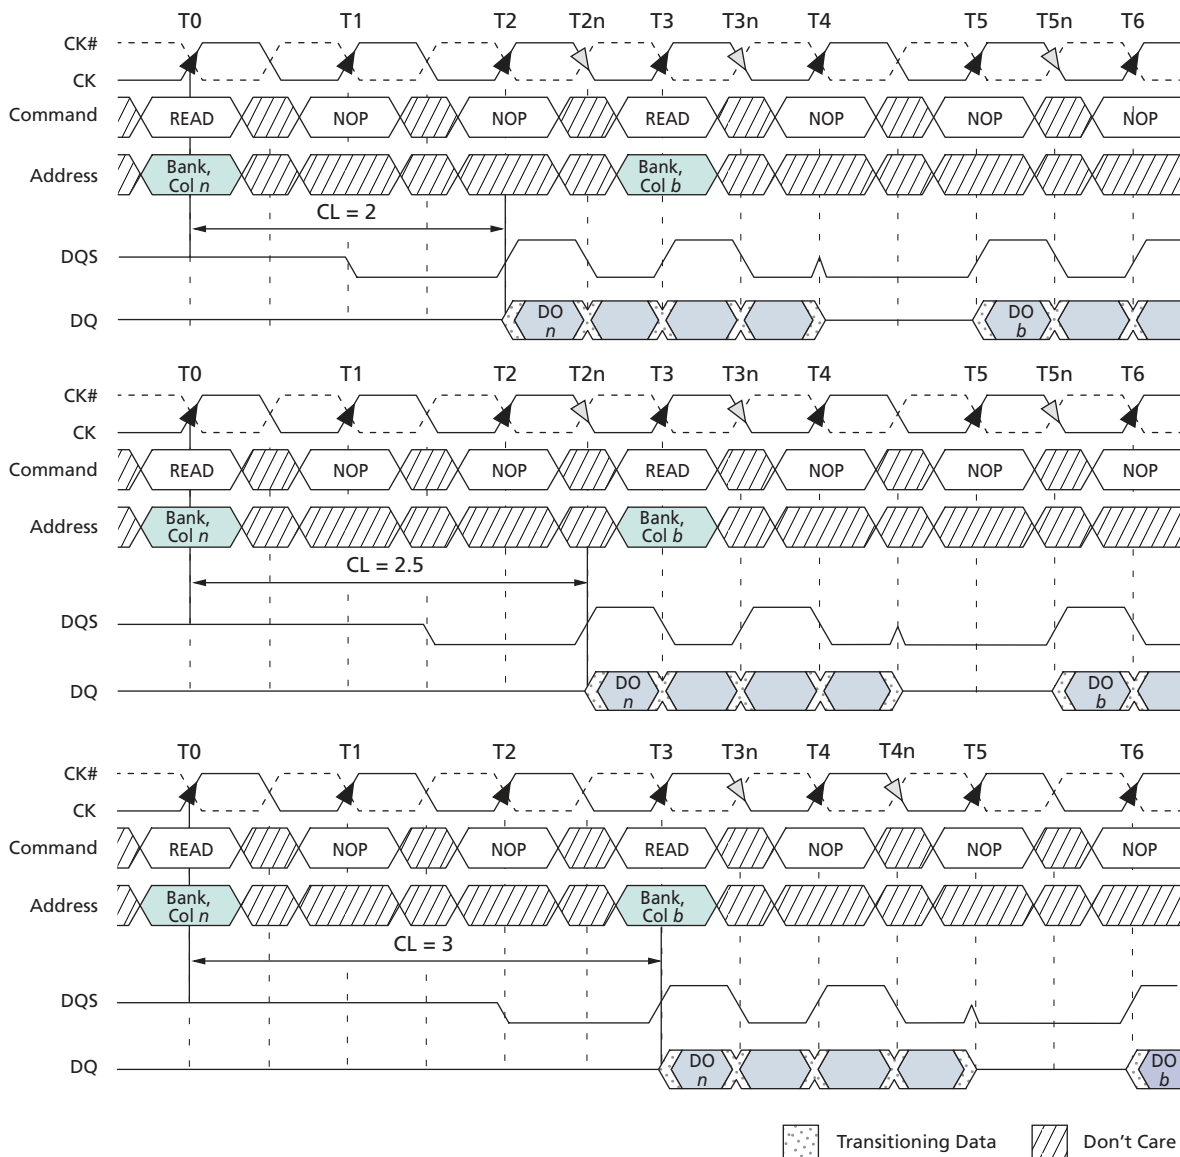 T0 T1 T2 T2n T3 T3n T4 T5 T5n T6
CK#
CK
Command READ NOP NOP READ NOP NOP NOP
Address Bank, Col n Bank, Col b
CL = 2
DQS
DQ DO n DO b
T0 T1 T2 T2n T3 T3n T4 T5 T5n T6
CK#
CK
Command READ NOP NOP READ NOP NOP NOP
Address Bank, Col n Bank, Col b
CL = 2.5
DQS
DQ DO n DO b
T0 T1 T2 T3 T3n T4 T4n T5 T6
CK#
CK
Command READ NOP NOP READ NOP NOP NOP
Address Bank, Col n Bank, Col b
CL = 3
DQS
DQ DO n DO b
Transitioning Data Don't Care